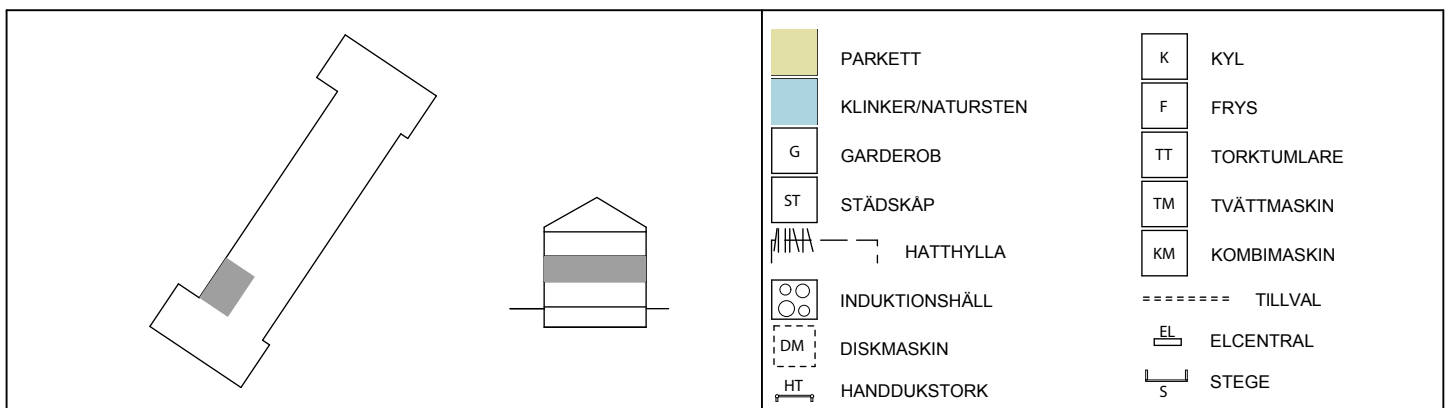 PARKETT
KLINKER/NATURSTEN
G GARDEROB
ST STÄDSKÅP
HATTHYLLA
INDUKTIONSHÄLL
DM DISKMASKIN
HT HANDDUKSTORK
K KYL
F FRYS
TT TORKTUMLARE
TM TVÄTTMASKIN
KM KOMBIMASKIN
TILLVAL
EL ELCENTRAL
S STEGE